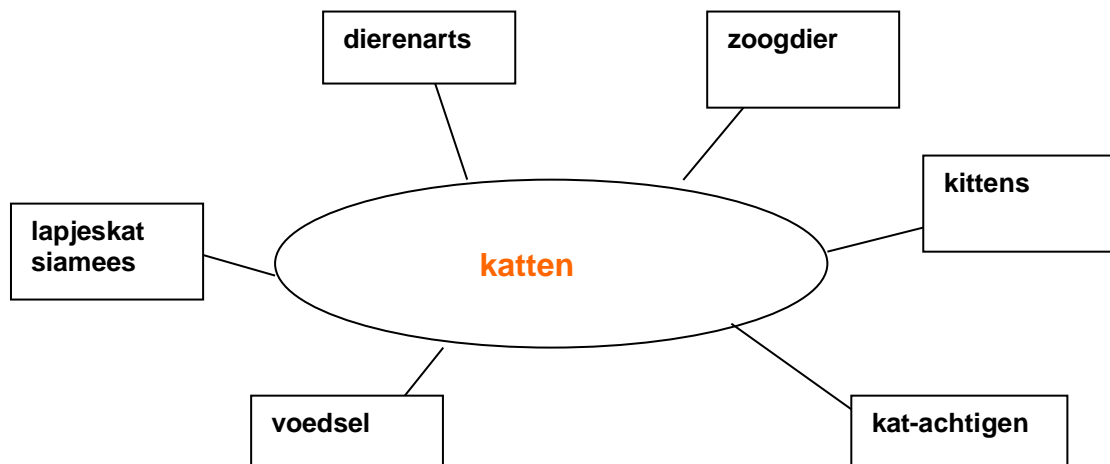 dierenarts
zoogdier
kittens
lapjeskat
siamees
katten
voedsel
kat-achtigen